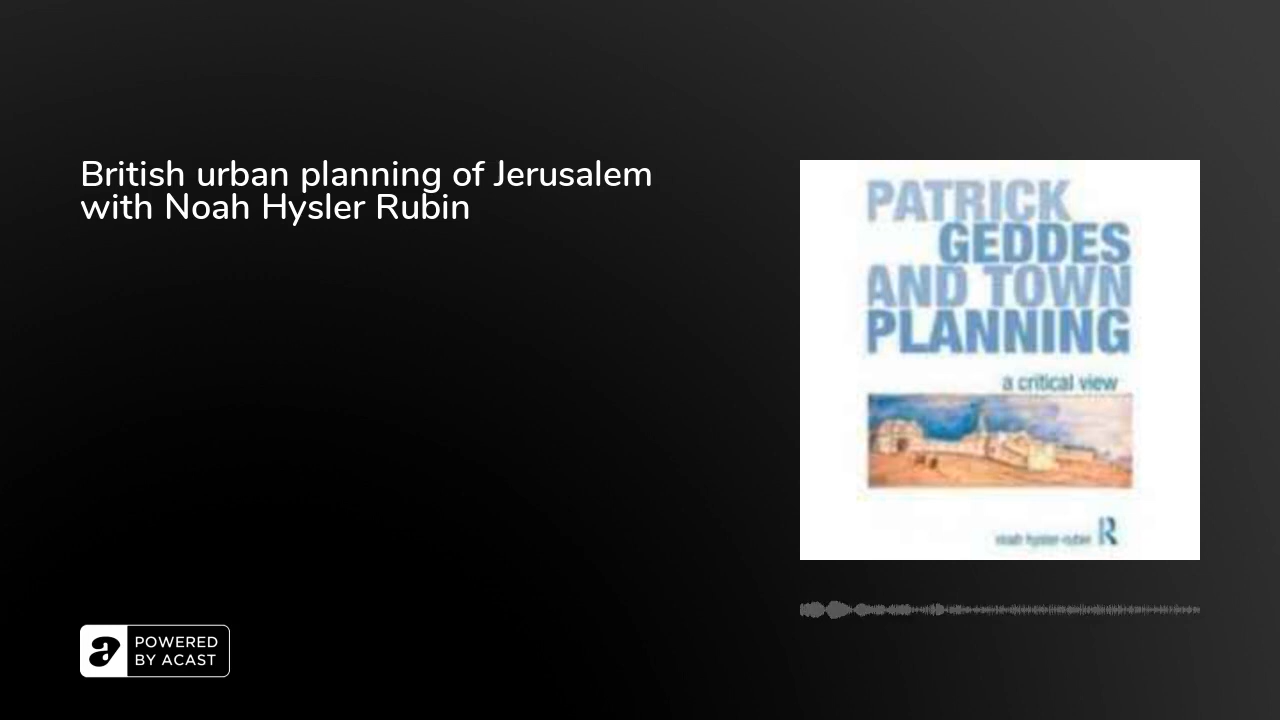 British urban planning of Jerusalem
with Noah Hysler Rubin
PATRICK
GEDDES
AND TOWN
PLANNING
a critical view
noah hysler-rubin R
a POWERED
BY ACAST